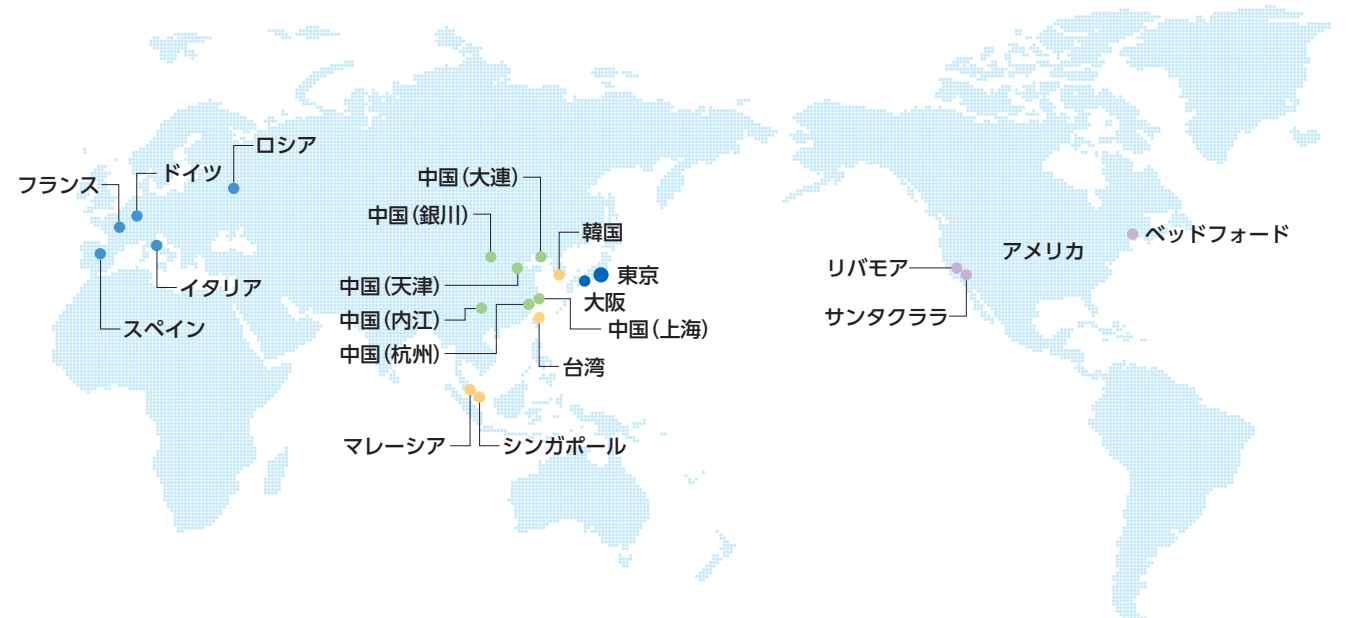 ロシア
ドイツ
フランス
イタリア
スペイン
中国(大連)
中国(銀川)
韓国
東京
大阪
中国(天津)
中国(内江)
中国(上海)
中国(杭州)
台湾
マレーシア
シンガポール
アメリカ
ベッドフォード
リバモア
サンタクララ